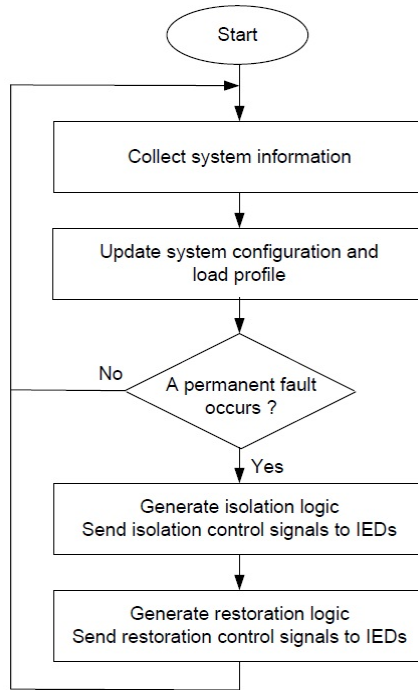 Start
Collect system information
Update system configuration and
load profile
No
A permanent fault
occurs ?
Yes
Generate isolation logic
Send isolation control signals to IEDs
Generate restoration logic
Send restoration control signals to IEDs